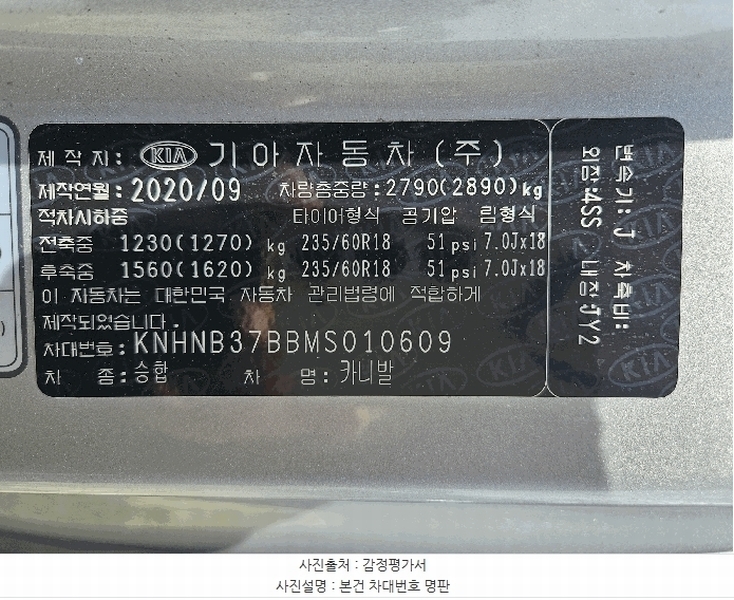 제 작 자 : KIA 기아자동차(주)
제작연월 : 2020/09 차량총중량 : 2790(2890)kg
적차시하중 타이어형식 공기압 림형식
전축중 1230(1270) kg 235/60R18 51psi 7.0Jx18
후축중 1560(1620) kg 235/60R18 51psi 7.0Jx18
이 자동차는 대한민국 자동차 관리법령에 적합하게
제작되었습니다.
차대번호 : KNHNB37BBMS010609
차 종 : 승합 차 명 : 카니발
변속기: J 차축비:
외장:4SS 내장:JY2
사진출처 : 감정평가서
사진설명 : 본건 차대번호 명판